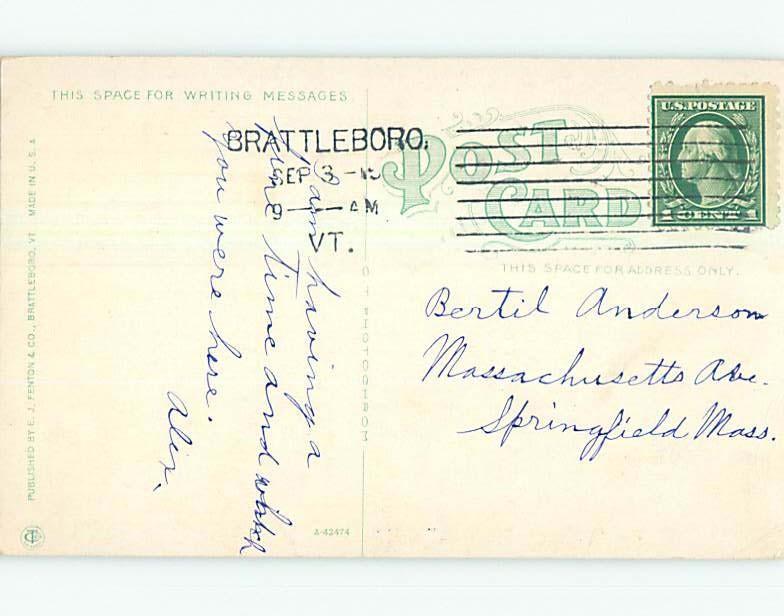 THIS SPACE FOR WRITING MESSAGES
BRATTLEBORO,
SEP 3
9 — AM
VT.
POST
CARD
U.S. POSTAGE
1 CENT 1
THIS SPACE FOR ADDRESS ONLY.
I am having a
fine time and wish
you were here.
Alix.
Bertil Anderson
Massachusetts Ave.
Springfield Mass.
PUBLISHED BY E. J. FENTON & CO., BRATTLEBORO, VT
MADE IN U. S. A
A-42474